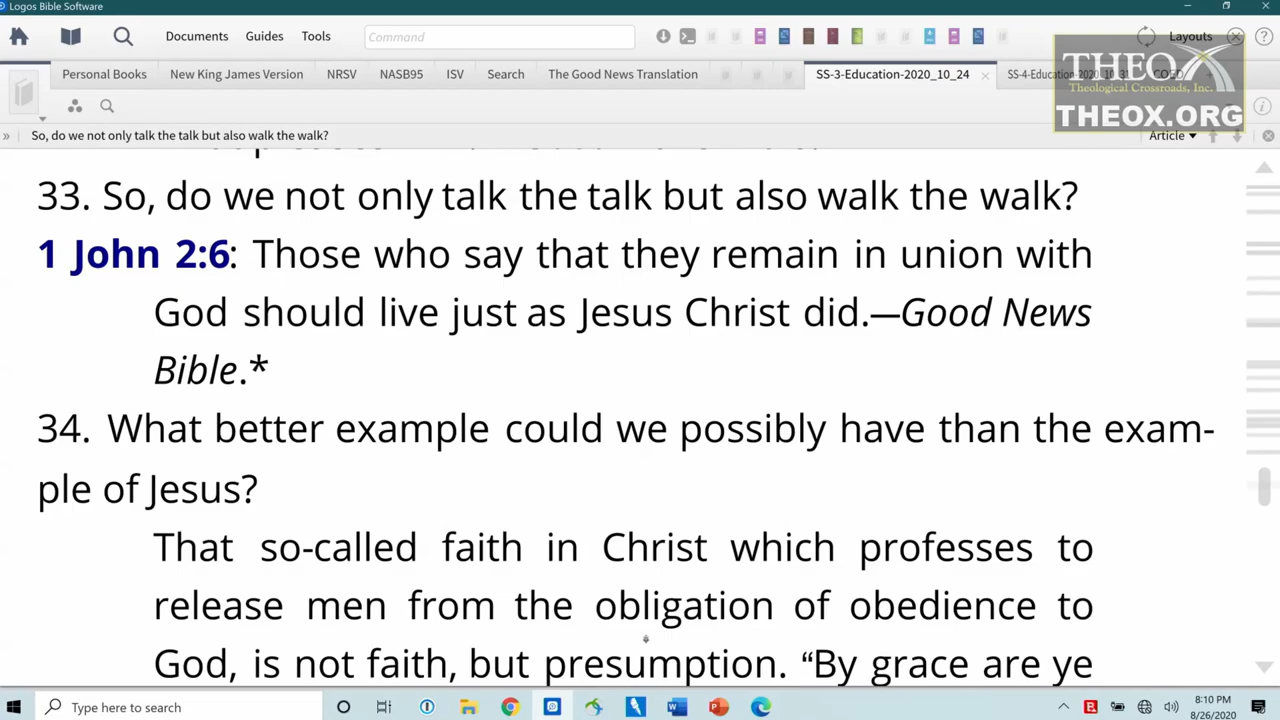 Logos Bible Software
Documents Guides Tools Command Layouts
THEOX
Theological Crossroads, Inc.
THEOX.ORG
Personal Books New King James Version NRSV NASB95 ISV Search The Good News Translation SS-3-Education-2020_10_24 SS-4-Education-2020_10_31
So, do we not only talk the talk but also walk the walk? Article
33. So, do we not only talk the talk but also walk the walk?
1 John 2:6: Those who say that they remain in union with
God should live just as Jesus Christ did.—Good News
Bible.*
34. What better example could we possibly have than the exam-
ple of Jesus?
That so-called faith in Christ which professes to
release men from the obligation of obedience to
God, is not faith, but presumption. “By grace are ye
Type here to search
8:10 PM
8/26/2020